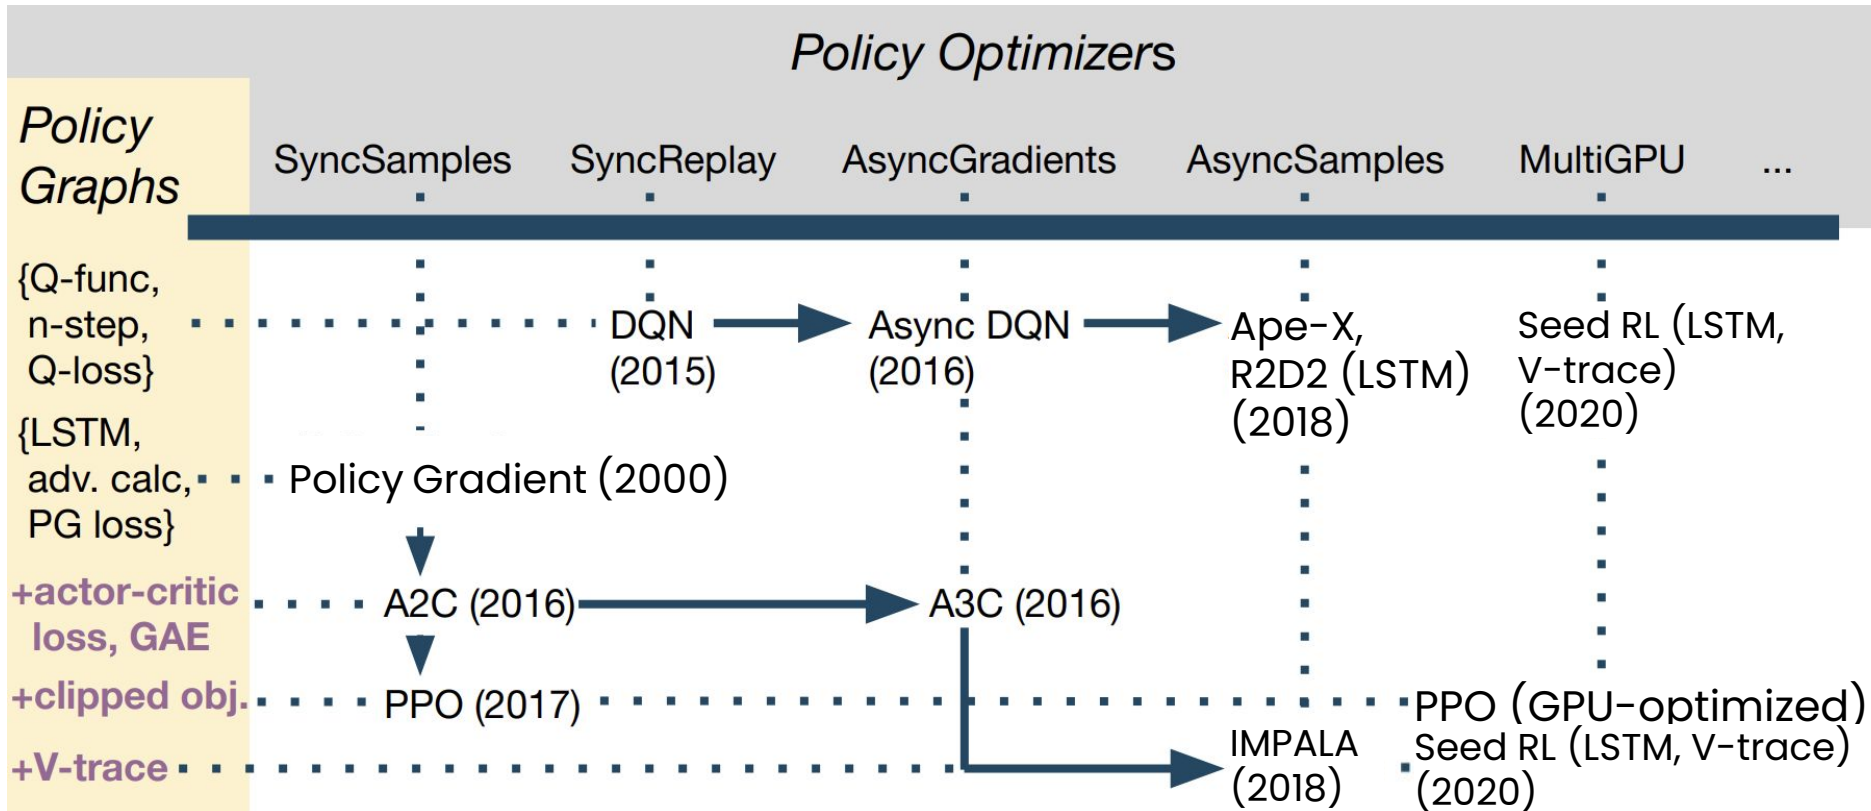 Policy Optimizers
Policy
Graphs
SyncSamples SyncReplay AsyncGradients AsyncSamples MultiGPU ...
{Q-func,
n-step,
Q-loss}
DQN
(2015)
Async DQN
(2016)
Ape-X,
R2D2 (LSTM)
(2018)
Seed RL (LSTM,
V-trace)
(2020)
{LSTM,
adv. calc,
PG loss}
Policy Gradient (2000)
+actor-critic
loss, GAE
A2C (2016)
A3C (2016)
+clipped obj.
PPO (2017)
PPO (GPU-optimized)
+V-trace
IMPALA
(2018)
Seed RL (LSTM, V-trace)
(2020)